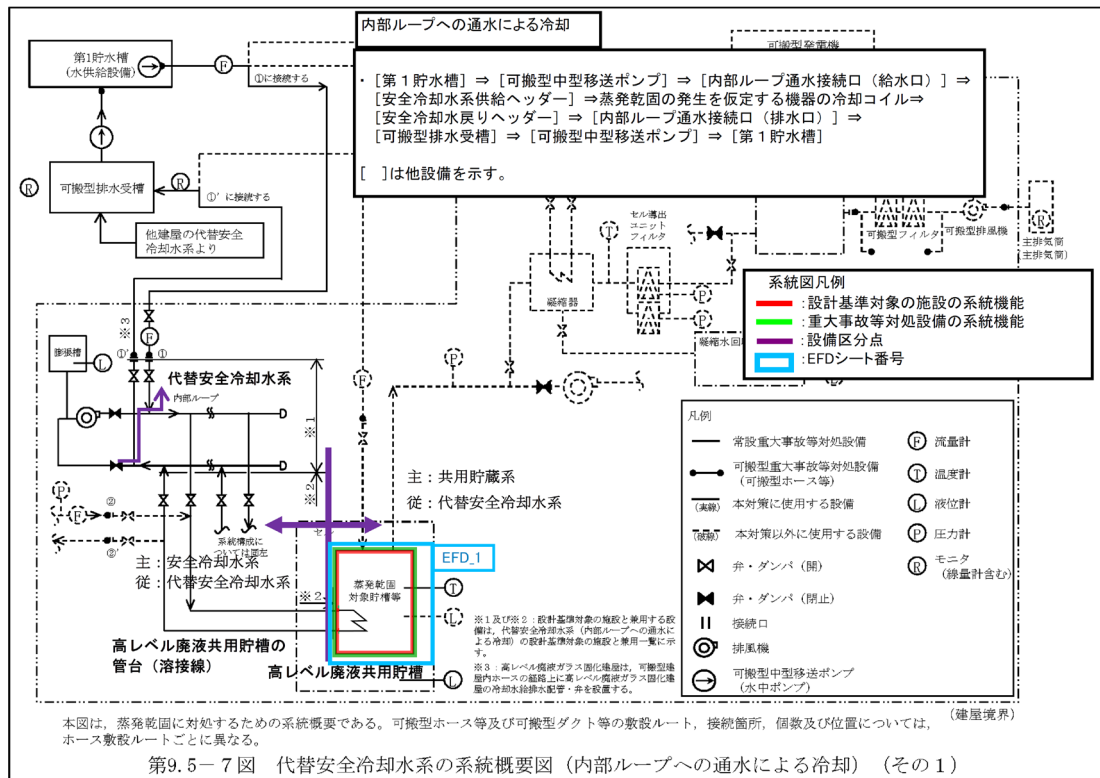 内部ループへの通水による冷却
可搬型発電機
第1貯水槽
(水供給設備)
F
①に接続する
・[第1貯水槽]⇒[可搬型中型移送ポンプ]⇒[内部ループ通水接続口(給水口)]⇒
[安全冷却水系供給ヘッダー]⇒蒸発乾固の発生を仮定する機器の冷却コイル⇒
[安全冷却水戻りヘッダー]⇒[内部ループ通水接続口(排水口)]⇒
[可搬型排水受槽]⇒[可搬型中型移送ポンプ]⇒[第1貯水槽]
[ ]は他設備を示す。
R
可搬型排水受槽
R
①'に接続する
他建屋の代替安全
冷却水系より
セル導出
ユニット
フィルタ
T
凝縮器
P
P
可搬型フィルタ
可搬型排風機
R
主排気筒
(主排気筒)
系統図凡例
:設計基準対象の施設の系統機能
:重大事故等対処設備の系統機能
:設備区分点
:EFDシート番号
凝縮水回
※3
F
膨張槽
L
①'
①
代替安全冷却水系
内部ループ
※1
※2
P
F
F
P
②
②'
系統構成に
ついては同左
主:共用貯蔵系
従:代替安全冷却水系
セル
主:安全冷却水系
従:代替安全冷却水系
EFD_1
蒸発乾固
対象貯槽等
T
L
※2
高レベル廃液共用貯槽の
管台(溶接線)
高レベル廃液共用貯槽
L
※1及び※2:設計基準対象の施設と兼用する設
備は,代替安全冷却水系(内部ループへの通水によ
る冷却)の設計基準対象の施設と兼用一覧に示
す。
※3:高レベル廃液ガラス固化建屋は,可搬型建
屋内ホースの経路上に高レベル廃液ガラス固化建
屋の冷却水給排水配管・弁を設置する。
凡例
常設重大事故等対処設備
可搬型重大事故等対処設備
(可搬型ホース等)
(実線)
本対策に使用する設備
(破線)
本対策以外に使用する設備
弁・ダンパ(開)
弁・ダンパ(閉止)
接続口
排風機
可搬型中型移送ポンプ
(水中ポンプ)
F 流量計
T 温度計
L 液位計
P 圧力計
R モニタ
(線量計含む)
(建屋境界)
本図は,蒸発乾固に対処するための系統概要である。可搬型ホース等及び可搬型ダクト等の敷設ルート,接続箇所,個数及び位置については,
ホース敷設ルートごとに異なる。
第9.5-7図 代替安全冷却水系の系統概要図(内部ループへの通水による冷却)(その1)